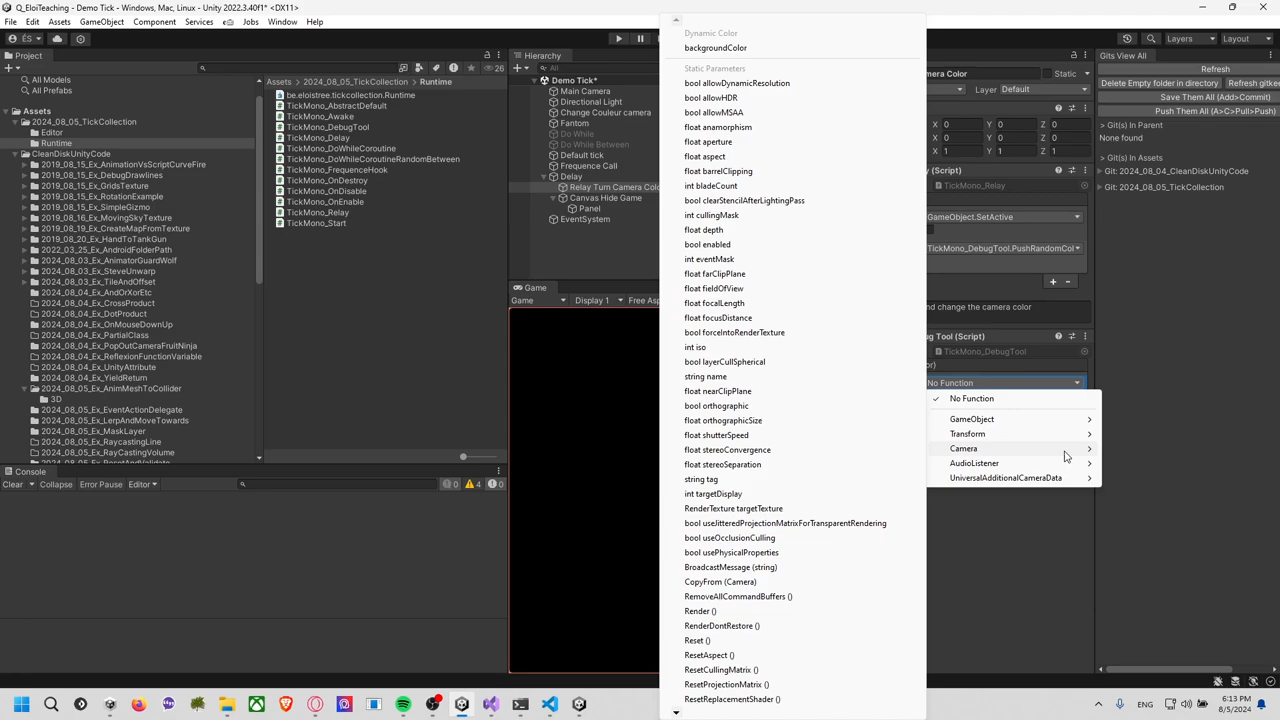 Q_EloiTeaching - Demo Tick - Windows, Mac, Linux - Unity 2022.3.40f1* <DX11>
File Edit Assets GameObject Component Services Jobs Window Help
ÉS
Layers Layout
Project
Hierarchy
Static
26
All
Layer Default
All Models
All Prefabs
Assets
2024_08_05_TickCollection
Editor
Runtime
CleanDiskUnityCode
2019_08_15_Ex_AnimationVsScriptCurveFire
2019_08_15_Ex_DebugDrawlines
2019_08_15_Ex_GridsTexture
2019_08_15_Ex_RotationExample
2019_08_15_Ex_SimpleGizmo
2019_08_16_Ex_MovingSkyTexture
2019_08_19_Ex_CreateMapFromTexture
2019_08_20_Ex_HandToTankGun
2022_03_25_Ex_AndroidFolderPath
2024_08_03_Ex_AnimatorGuardWolf
2024_08_03_Ex_SteveUnwarp
2024_08_03_Ex_TileAndOffset
2024_08_04_Ex_AndOrXorEtc
2024_08_04_Ex_CrossProduct
2024_08_04_Ex_DotProduct
2024_08_04_Ex_OnMouseDownUp
2024_08_04_Ex_PartialClass
2024_08_04_Ex_PopOutCameraFruitNinja
2024_08_04_Ex_ReflexionFunctionVariable
2024_08_04_Ex_UnityAttribute
2024_08_04_Ex_YieldReturn
2024_08_05_Ex_AnimMeshToCollider
3D
2024_08_05_Ex_EventActionDelegate
2024_08_05_Ex_LerpAndMoveTowards
2024_08_05_Ex_MaskLayer
2024_08_05_Ex_RaycastingLine
2024_08_05_Ex_RaycastingVolume
Assets > 2024_08_05_TickCollection > Runtime
be.eloistree.2024_08_05_TickCollection.Runtime
TickMono_AbstractDefault
TickMono_Awake
TickMono_DebugTool
TickMono_Delay
TickMono_DoWhileCoroutine
TickMono_DoWhileCoroutineRandomBetween
TickMono_FrequenceHook
TickMono_OnDestroy
TickMono_OnDisable
TickMono_OnEnable
TickMono_Relay
TickMono_Start
Demo Tick*
Main Camera
Directional Light
Change Couleur camera
Fantom
Do While
Do While Between
Default tick
Frequence Call
Delay
Relay Turn Camera Colo
Canvas Hide Game
Panel
EventSystem
Game
Game Display 1 Free Asp
Console
Clear Collapse Error Pause Editor
0 4 0
Dynamic Color
backgroundColor
Static Parameters
bool allowDynamicResolution
bool allowHDR
bool allowMSAA
float anamorphism
float aperture
float aspect
float barrelClipping
int bladeCount
bool clearStencilAfterLightingPass
int cullingMask
float depth
bool enabled
int eventMask
float farClipPlane
float fieldOfView
float focalLength
float focusDistance
bool forceIntoRenderTexture
int iso
bool layerCullSpherical
string name
float nearClipPlane
bool orthographic
float orthographicSize
float shutterSpeed
float stereoConvergence
float stereoSeparation
string tag
int targetDisplay
RenderTexture targetTexture
bool useJitteredProjectionMatrixForTransparentRendering
bool useOcclusionCulling
bool usePhysicalProperties
BroadcastMessage (string)
CopyFrom (Camera)
RemoveAllCommandBuffers ()
Render ()
RenderDontRestore ()
Reset ()
ResetAspect ()
ResetCullingMatrix ()
ResetProjectionMatrix ()
ResetReplacementShader ()
mera Color
X 0 Y 0 Z 0
X 0 Y 0 Z 0
X 1 Y 1 Z 1
y (Script)
TickMono_Relay
GameObject.SetActive
TickMono_DebugTool.PushRandomCol
nd change the camera color
bug Tool (Script)
TickMono_DebugTool
or)
No Function
No Function
GameObject
Transform
Camera
AudioListener
UniversalAdditionalCameraData
Gits View All
Refresh
Delete Empty folder in directory Refresh gitkee
Save Them All (Add>Commit)
Push Them All (A>C>Pull>Push)
> Git(s) In Parent
None found
> Git(s) In Assets
Git: 2024_08_04_CleanDiskUnityCode
Git: 2024_08_05_TickCollection
ENG
6:13 PM
8/5/2024